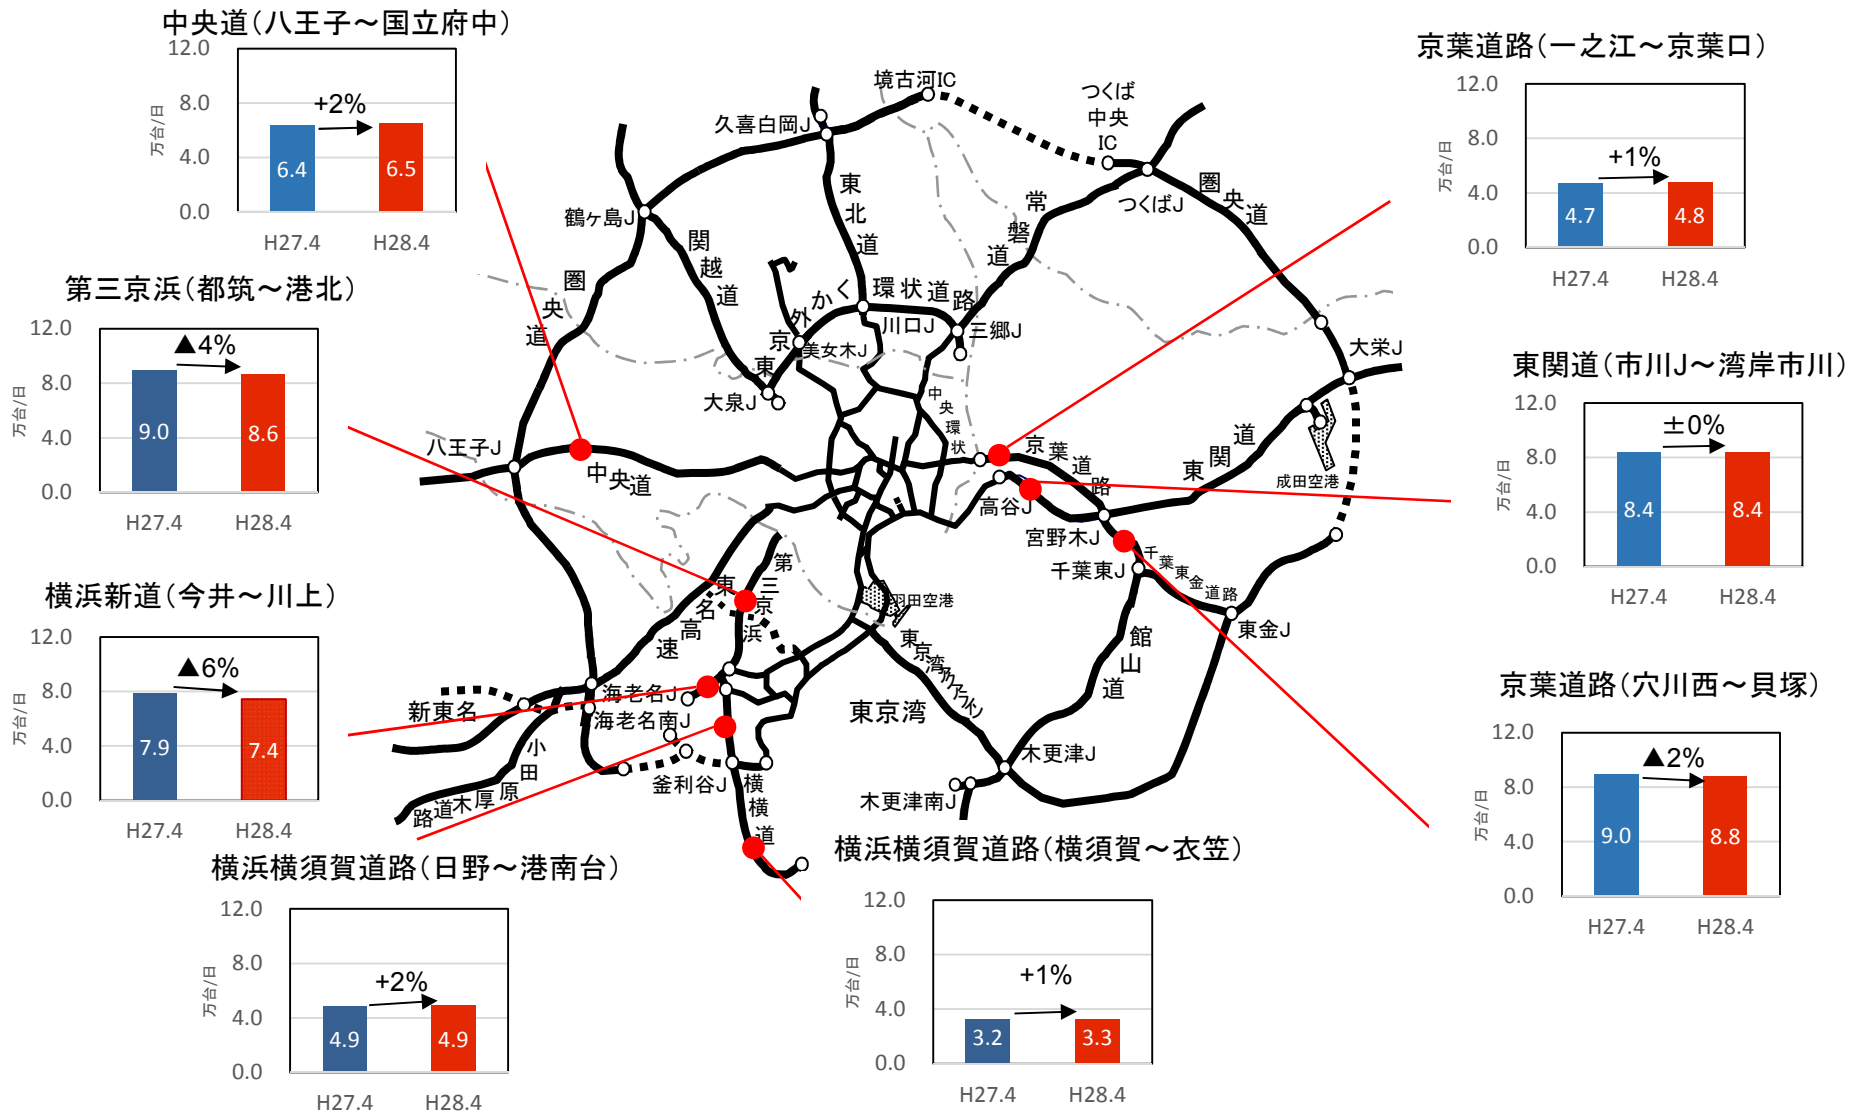 中央道(八王子～国立府中)
12.0
8.0
4.0
0.0
万台/日
+2%
6.4
6.5
H27.4
H28.4
第三京浜(都筑～港北)
12.0
8.0
4.0
0.0
万台/日
▲4%
9.0
8.6
H27.4
H28.4
横浜新道(今井～川上)
12.0
8.0
4.0
0.0
万台/日
▲6%
7.9
7.4
H27.4
H28.4
横浜横須賀道路(日野～港南台)
12.0
8.0
4.0
0.0
万台/日
+2%
4.9
4.9
H27.4
H28.4
横浜横須賀道路(横須賀～衣笠)
12.0
8.0
4.0
0.0
万台/日
+1%
3.2
3.3
H27.4
H28.4
京葉道路(一之江～京葉口)
12.0
8.0
4.0
0.0
万台/日
+1%
4.7
4.8
H27.4
H28.4
東関道(市川J～湾岸市川)
12.0
8.0
4.0
0.0
万台/日
±0%
8.4
8.4
H27.4
H28.4
京葉道路(穴川西～貝塚)
12.0
8.0
4.0
0.0
万台/日
▲2%
9.0
8.8
H27.4
H28.4
境古河IC
つくば
中央
IC
久喜白岡J
つくばJ
圏央道
東北道
常磐道
鶴ヶ島J
関越道
圏央道
東京外かく環状道路
川口J
三郷J
美女木J
大泉J
大栄J
中央環状
八王子J
中央道
京葉道路
東関道
成田空港
高谷J
宮野木J
千葉東J
千葉東金道路
東金J
第三京浜
東名高速
羽田空港
東京湾アクアライン
館山道
海老名J
海老名南J
新東名
小田原厚木道路
釜利谷J
横横道
東京湾
木更津J
木更津南J